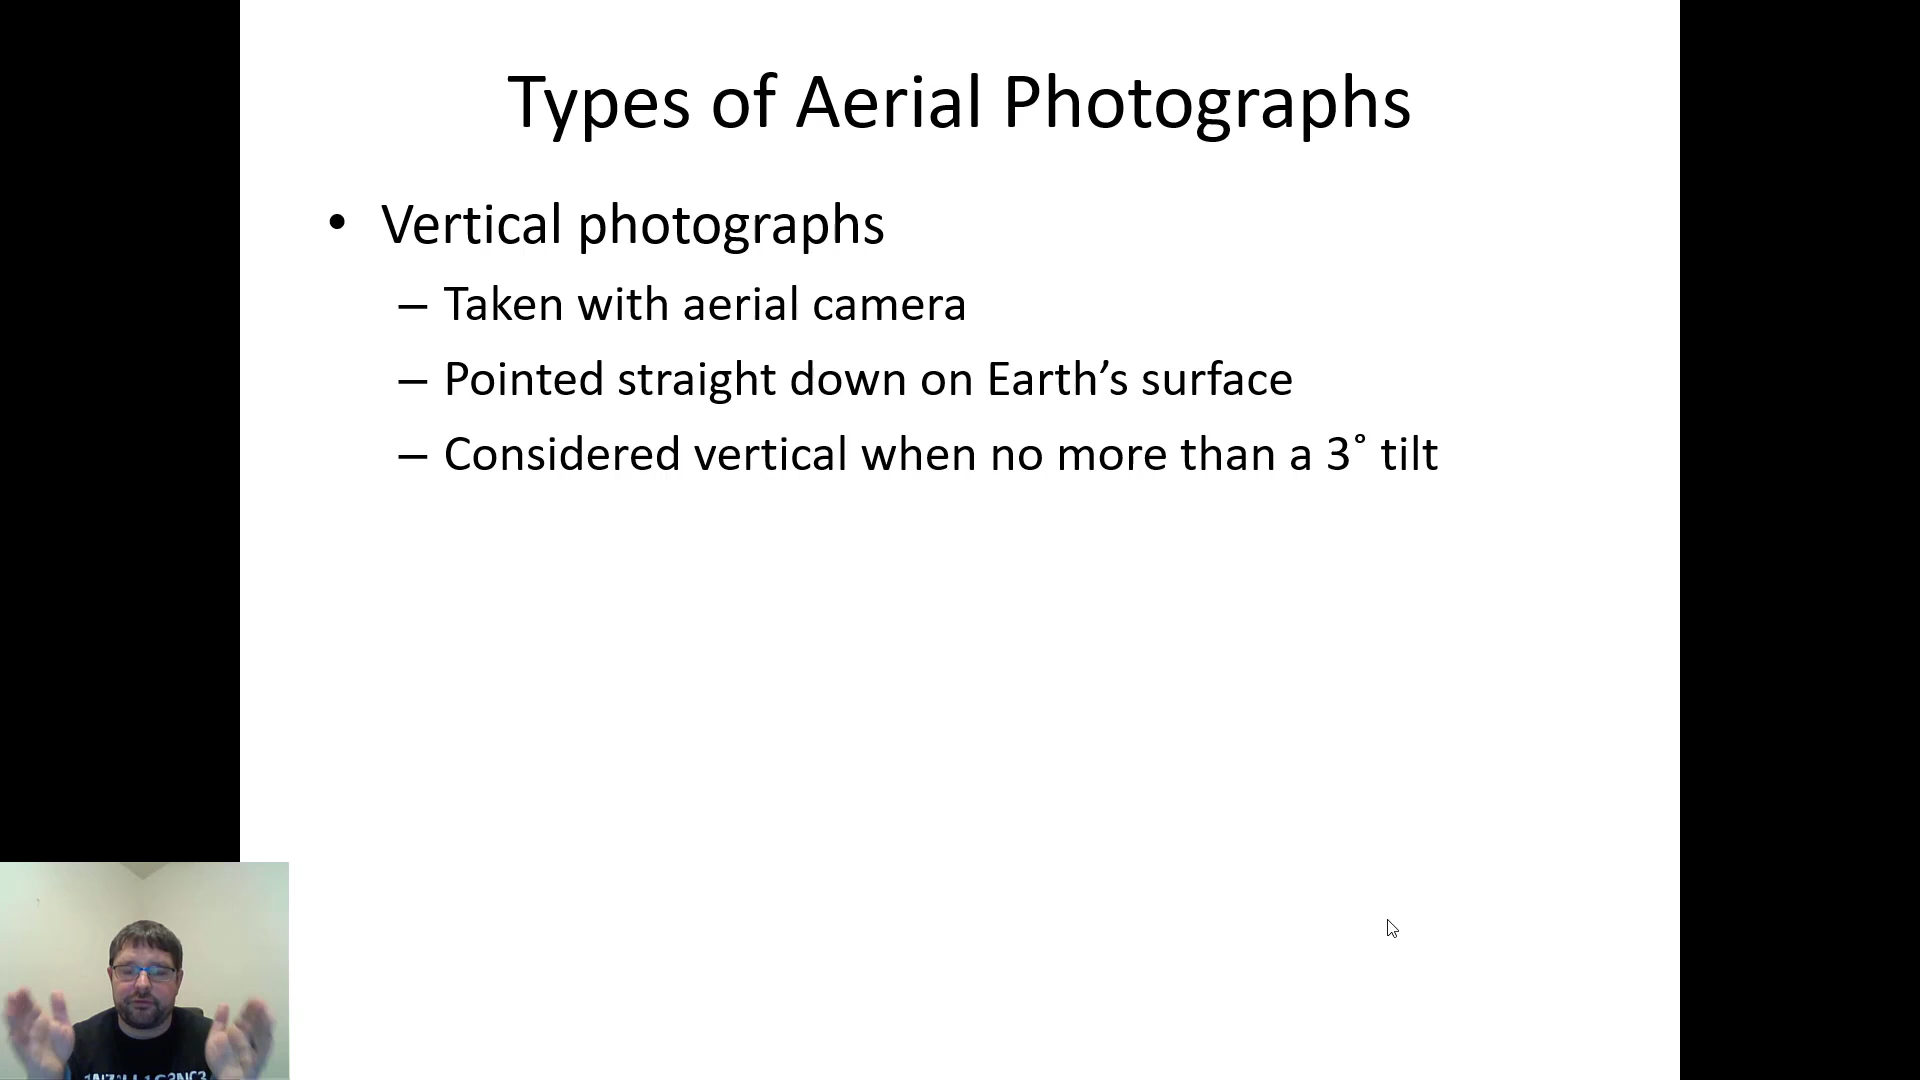 Types of Aerial Photographs
• Vertical photographs
– Taken with aerial camera
– Pointed straight down on Earth’s surface
– Considered vertical when no more than a 3˚ tilt